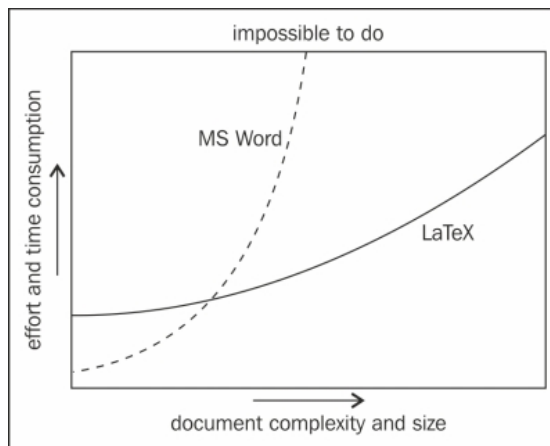 impossible to do
MS Word
LaTeX
effort and time consumption
document complexity and size